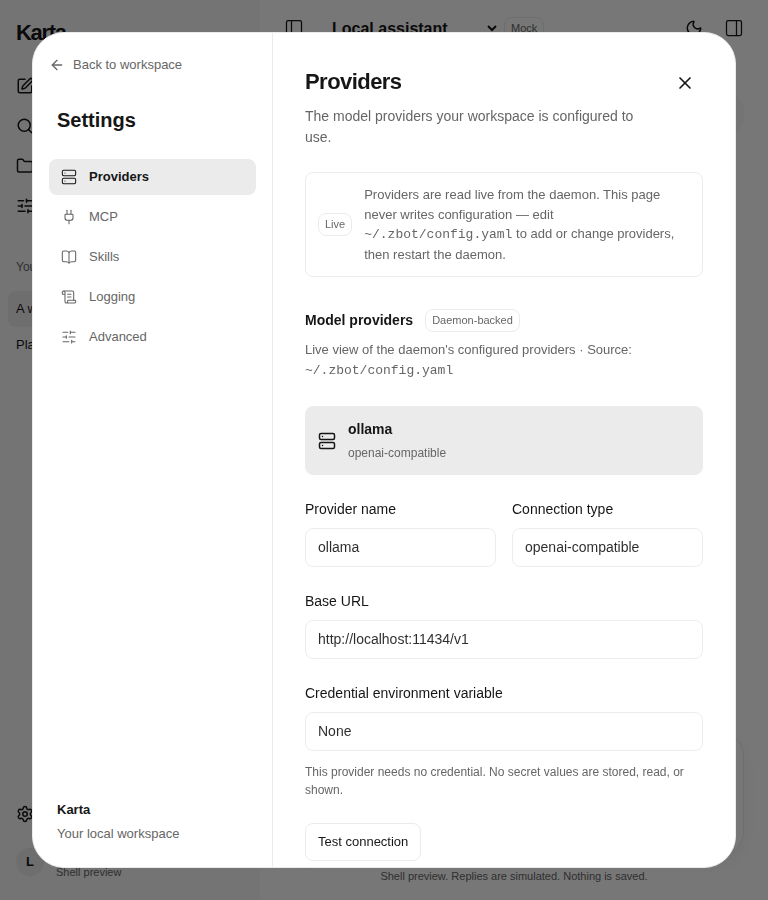 Karta
Local assistant
Mock
Back to workspace
Settings
Providers
MCP
Skills
Logging
Advanced
Karta
Your local workspace
Providers
The model providers your workspace is configured to
use.
Live
Providers are read live from the daemon. This page
never writes configuration — edit
~/.zbot/config.yaml to add or change providers,
then restart the daemon.
Model providers
Daemon-backed
Live view of the daemon's configured providers · Source:
~/.zbot/config.yaml
ollama
openai-compatible
Provider name
Connection type
ollama
openai-compatible
Base URL
http://localhost:11434/v1
Credential environment variable
None
This provider needs no credential. No secret values are stored, read, or
shown.
Test connection
L
Shell preview
Shell preview. Replies are simulated. Nothing is saved.